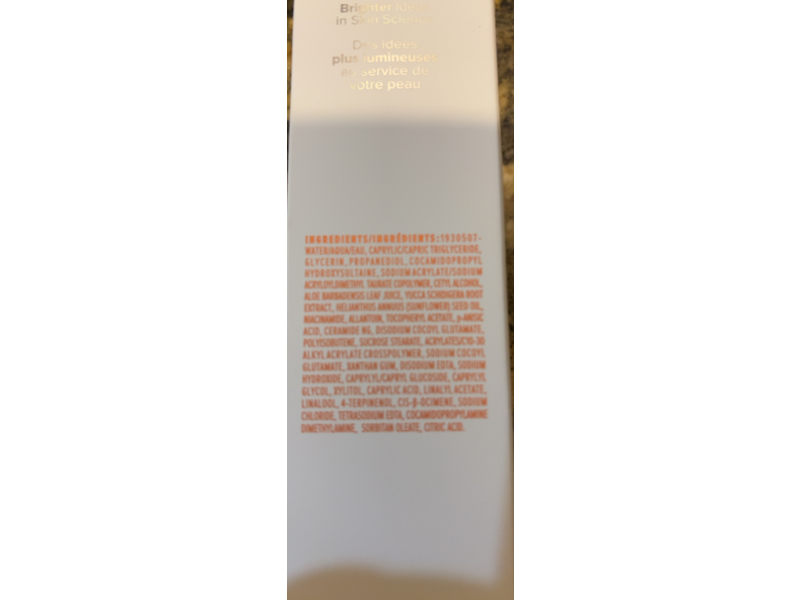 Brighter Ideas
in Skin Science
Des idées
plus lumineuses
en service de
votre peau
INGREDIENTS/INGRÉDIENTS:1930507-
WATER/AQUA/EAU, CAPRYLIC/CAPRIC TRIGLYCERIDE,
GLYCERIN, PROPANEDIOL, COCAMIDOPROPYL
HYDROXYSULTAINE, SODIUM ACRYLATE/SODIUM
ACRYLOYLDIMETHYL TAURATE COPOLYMER, CETYL ALCOHOL,
ALOE BARBADENSIS LEAF JUICE, YUCCA SCHIDIGERA ROOT
EXTRACT, HELIANTHUS ANNUUS (SUNFLOWER) SEED OIL,
NIACINAMIDE, ALLANTOIN, TOCOPHERYL ACETATE, p-ANISIC
ACID, CERAMIDE NG, DISODIUM COCOYL GLUTAMATE,
POLYISOBUTENE, SUCROSE STEARATE, ACRYLATES/C10-30
ALKYL ACRYLATE CROSSPOLYMER, SODIUM COCOYL
GLUTAMATE, XANTHAN GUM, DISODIUM EDTA, SODIUM
HYDROXIDE, CAPRYLYL/CAPRYL GLUCOSIDE, CAPRYLYL
GLYCOL, XYLITOL, CAPRYLIC ACID, LINALYL ACETATE,
LINALOOL, 4-TERPINENOL, CIS-β-OCIMENE, SODIUM
CHLORIDE, TETRASODIUM EDTA, COCAMIDOPROPYLAMINE
DIMETHYLAMINE, SORBITAN OLEATE, CITRIC ACID.